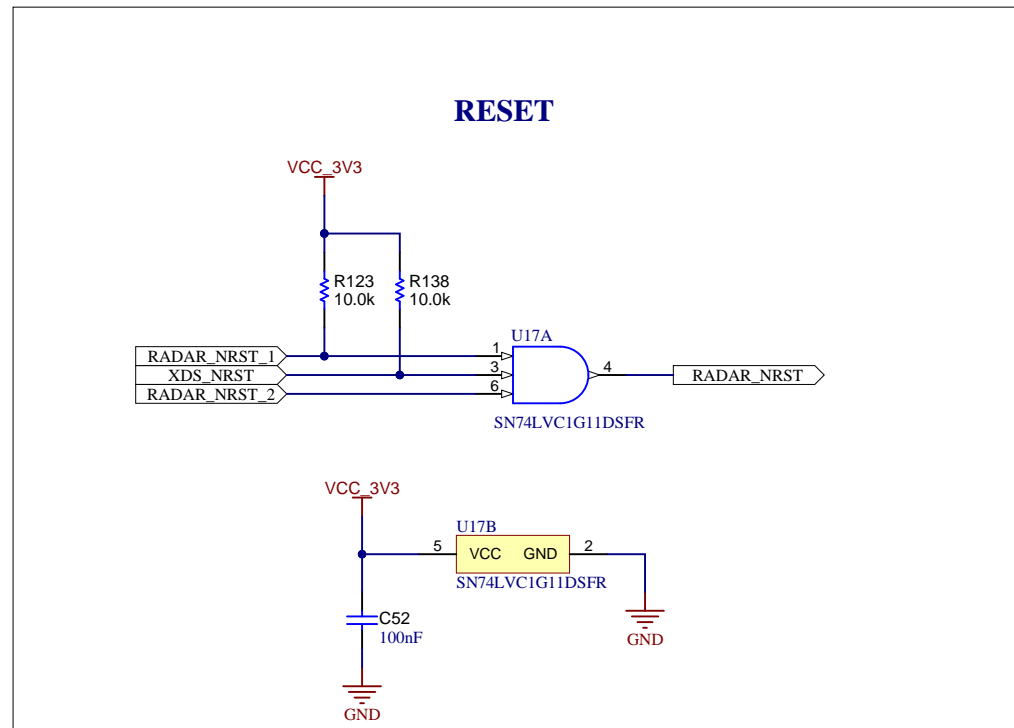 RESET
VCC_3V3
R123
10.0k
R138
10.0k
U17A
RADAR_NRST_1
XDS_NRST
RADAR_NRST_2
1
3
6
4
RADAR_NRST
SN74LVC1G11DSFR
VCC_3V3
U17B
5
VCC GND
2
SN74LVC1G11DSFR
C52
100nF
GND
GND